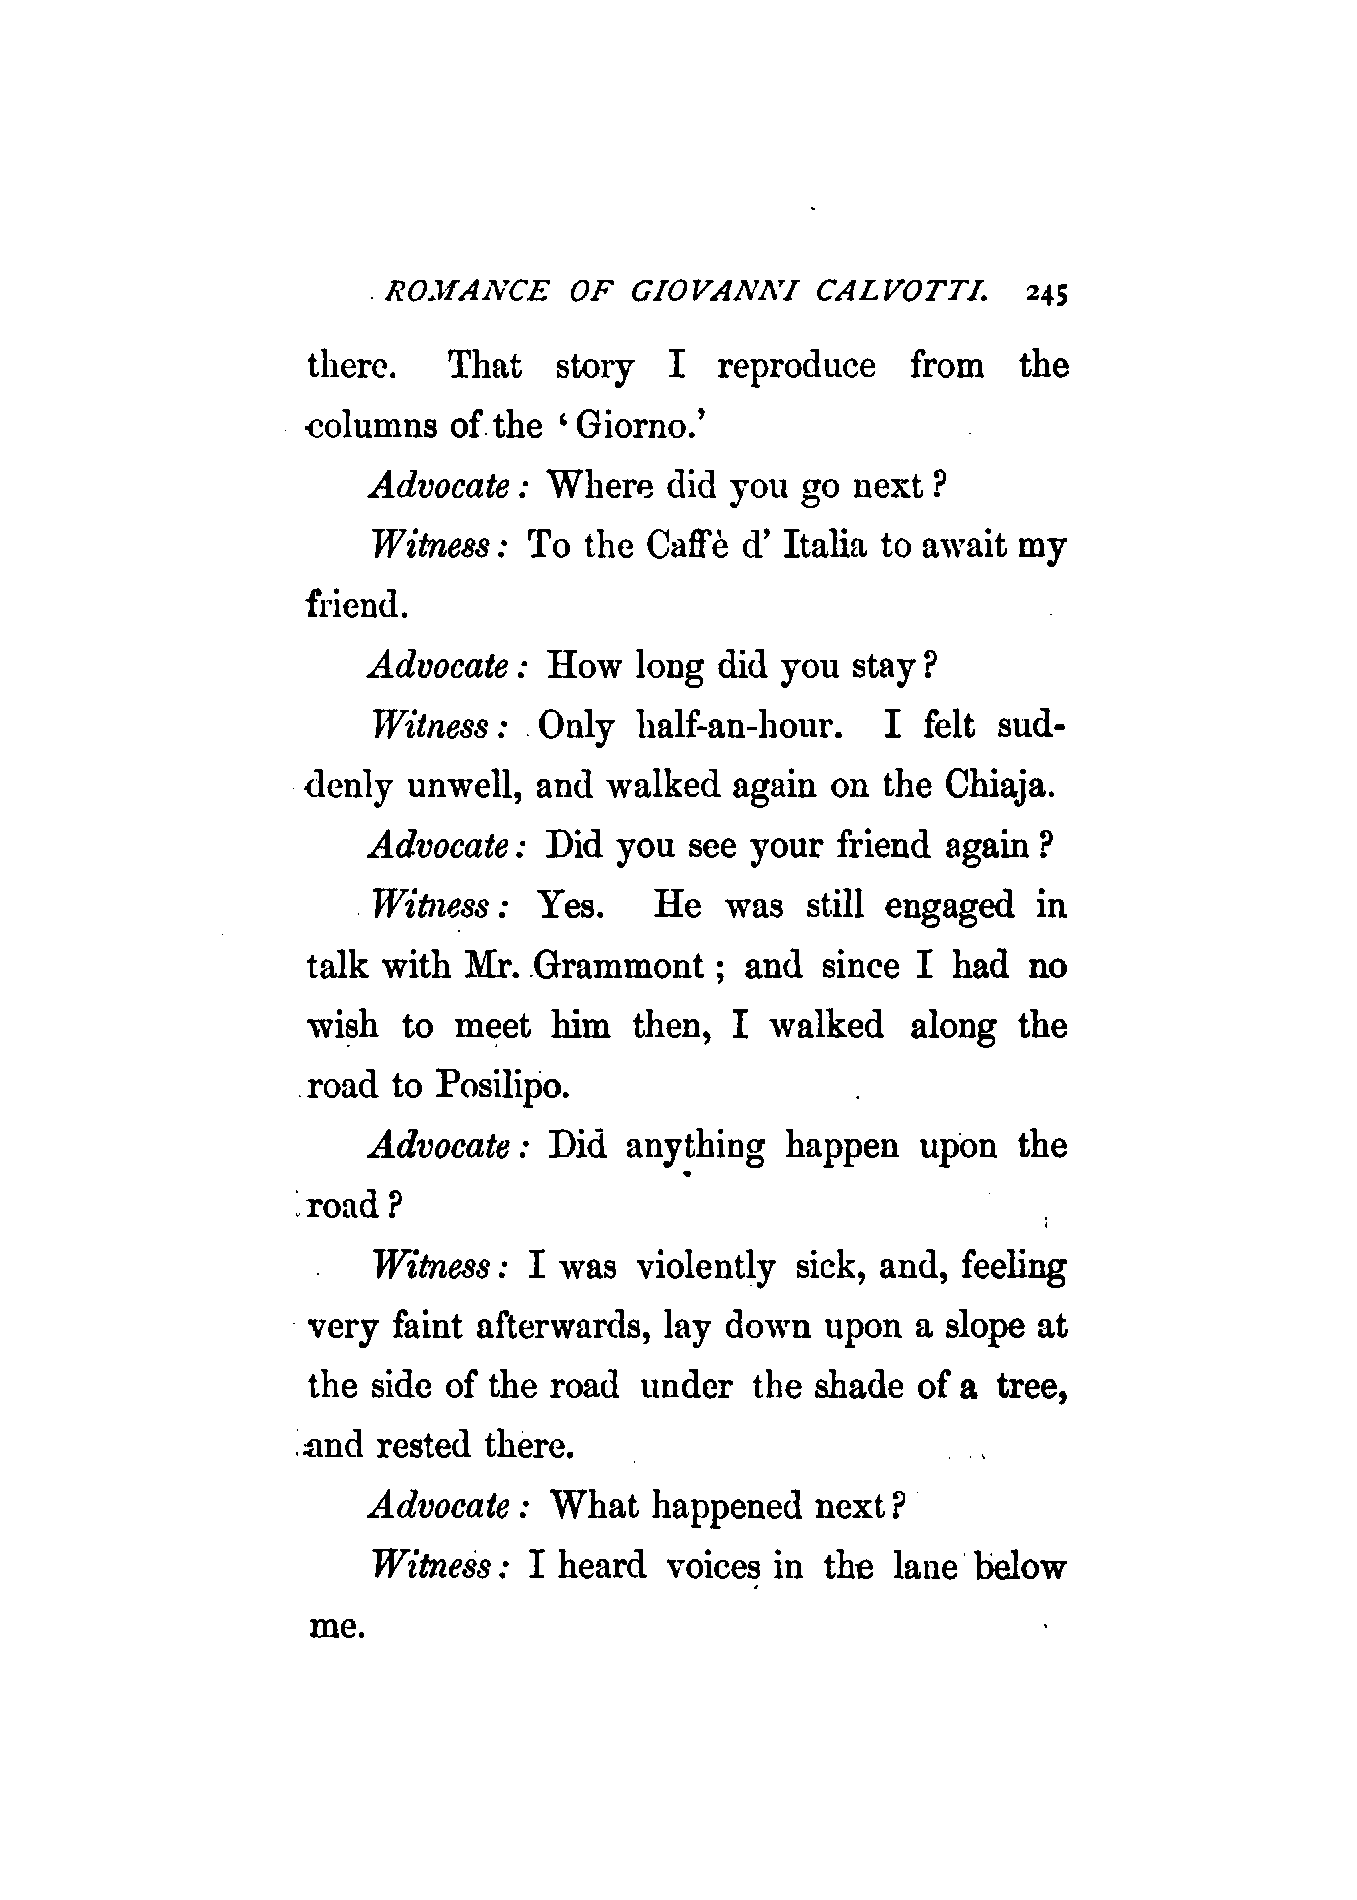 ROMANCE OF GIOVANNI CALVOTTI. 245
there. That story I reproduce from the
columns of the ‘Giorno.’
Advocate: Where did you go next?
Witness: To the Caffè d’ Italia to await my
friend.
Advocate: How long did you stay?
Witness: Only half-an-hour. I felt sud-
denly unwell, and walked again on the Chiaja.
Advocate: Did you see your friend again?
Witness: Yes. He was still engaged in
talk with Mr. Grammont; and since I had no
wish to meet him then, I walked along the
road to Posilipo.
Advocate: Did anything happen upon the
road?
Witness: I was violently sick, and, feeling
very faint afterwards, lay down upon a slope at
the side of the road under the shade of a tree,
and rested there.
Advocate: What happened next?
Witness: I heard voices in the lane below
me.